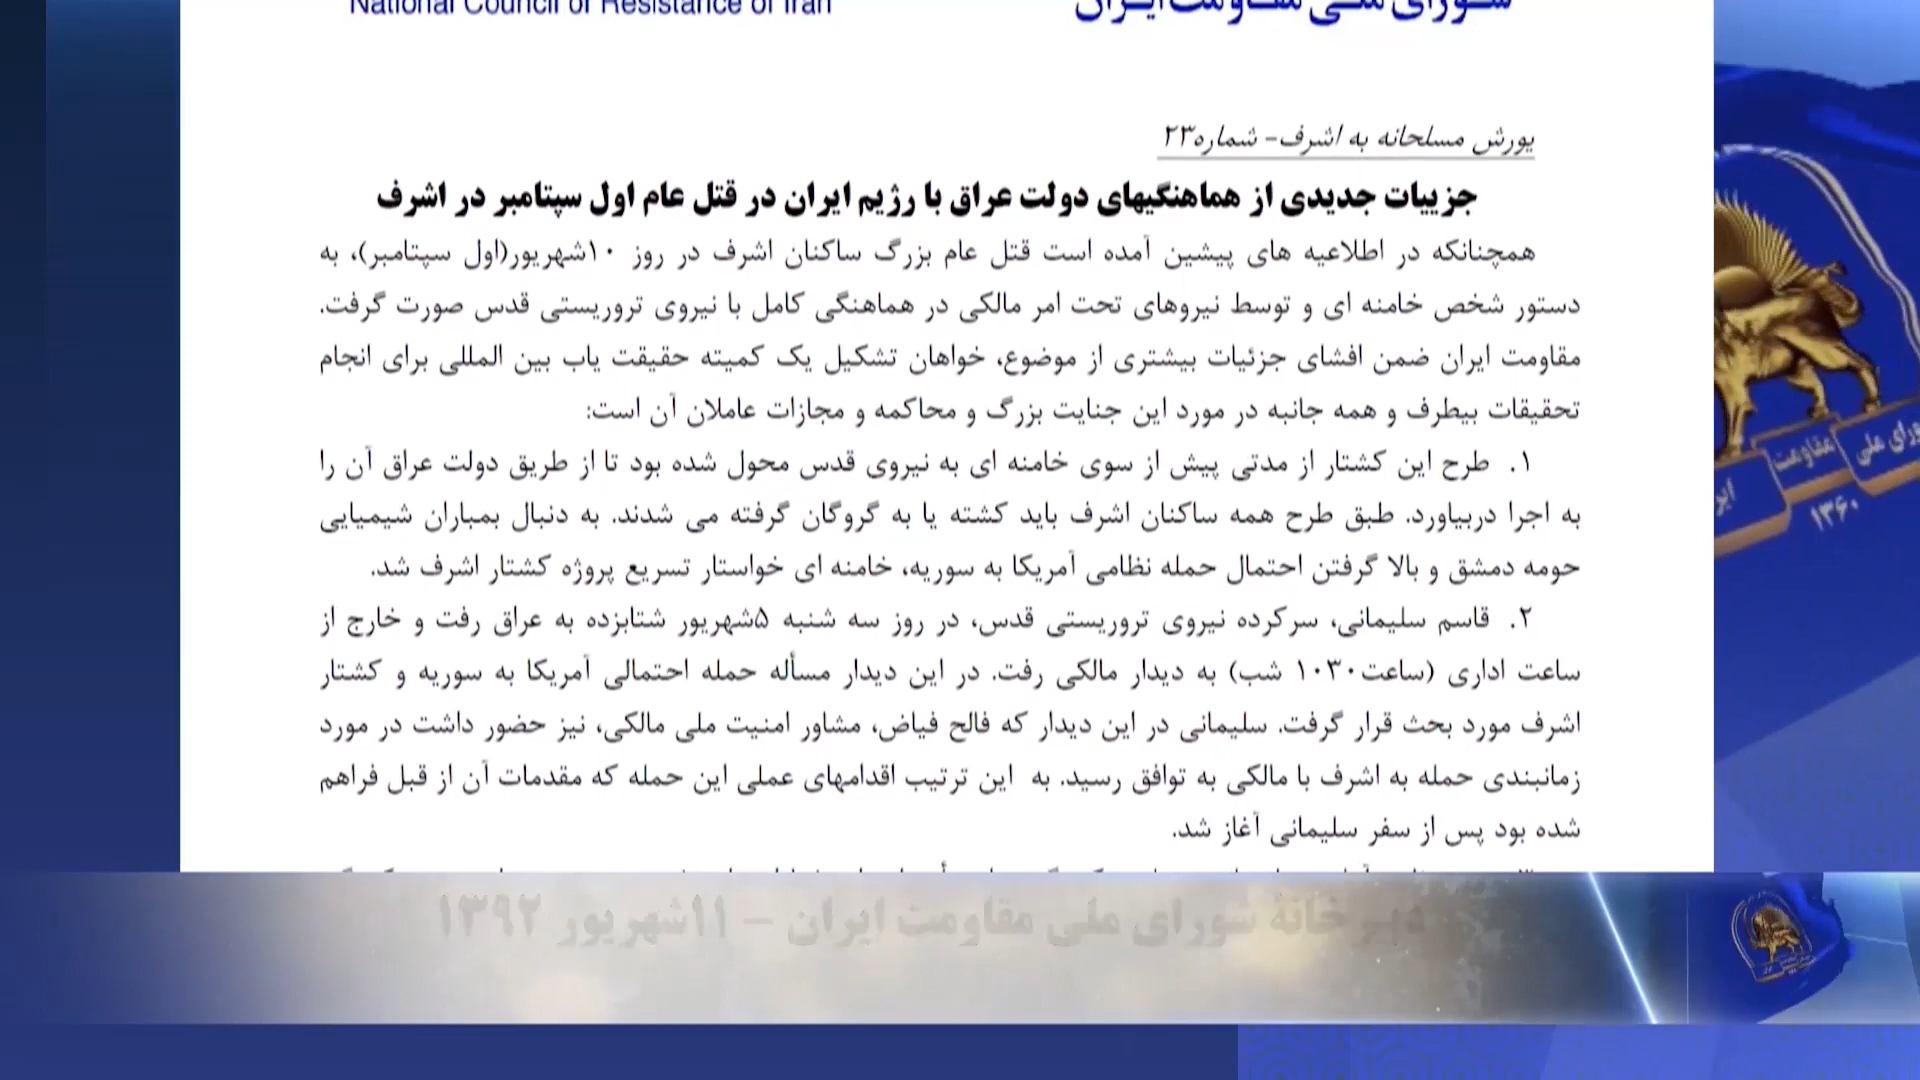 National Council of Resistance of Iran
شورای ملی مقاومت ایران
یورش مسلحانه به اشرف- شماره۲۳
جزییات جدیدی از هماهنگیهای دولت عراق با رژیم ایران در قتل عام اول سپتامبر در اشرف
همچنانکه در اطلاعیه های پیشین آمده است قتل عام بزرگ ساکنان اشرف در روز ۱۰شهریور(اول سپتامبر)، به
دستور شخص خامنه ای و توسط نیروهای تحت امر مالکی در هماهنگی کامل با نیروی تروریستی قدس صورت گرفت.
مقاومت ایران ضمن افشای جزئیات بیشتری از موضوع، خواهان تشکیل یک کمیته حقیقت یاب بین المللی برای انجام
تحقیقات بیطرف و همه جانبه در مورد این جنایت بزرگ و محاکمه و مجازات عاملان آن است:
۱. طرح این کشتار از مدتی پیش از سوی خامنه ای به نیروی قدس محول شده بود تا از طریق دولت عراق آن را
به اجرا دربیاورد. طبق طرح همه ساکنان اشرف باید کشته یا به گروگان گرفته می شدند. به دنبال بمباران شیمیایی
حومه دمشق و بالا گرفتن احتمال حمله نظامی آمریکا به سوریه، خامنه ای خواستار تسریع پروژه کشتار اشرف شد.
۲. قاسم سلیمانی، سرکرده نیروی تروریستی قدس، در روز سه شنبه ۵شهریور شتابزده به عراق رفت و خارج از
ساعت اداری (ساعت۱۰۳۰ شب) به دیدار مالکی رفت. در این دیدار مسأله حمله احتمالی آمریکا به سوریه و کشتار
اشرف مورد بحث قرار گرفت. سلیمانی در این دیدار که فالح فیاض، مشاور امنیت ملی مالکی، نیز حضور داشت در مورد
زمانبندی حمله به اشرف با مالکی به توافق رسید. به این ترتیب اقدامهای عملی این حمله که مقدمات آن از قبل فراهم
شده بود پس از سفر سلیمانی آغاز شد.
دبیرخانهٔ شورای ملی مقاومت ایران – ۱۱شهریور ۱۳۹۲
شورای ملی
مقاومت
۱۳۶۰